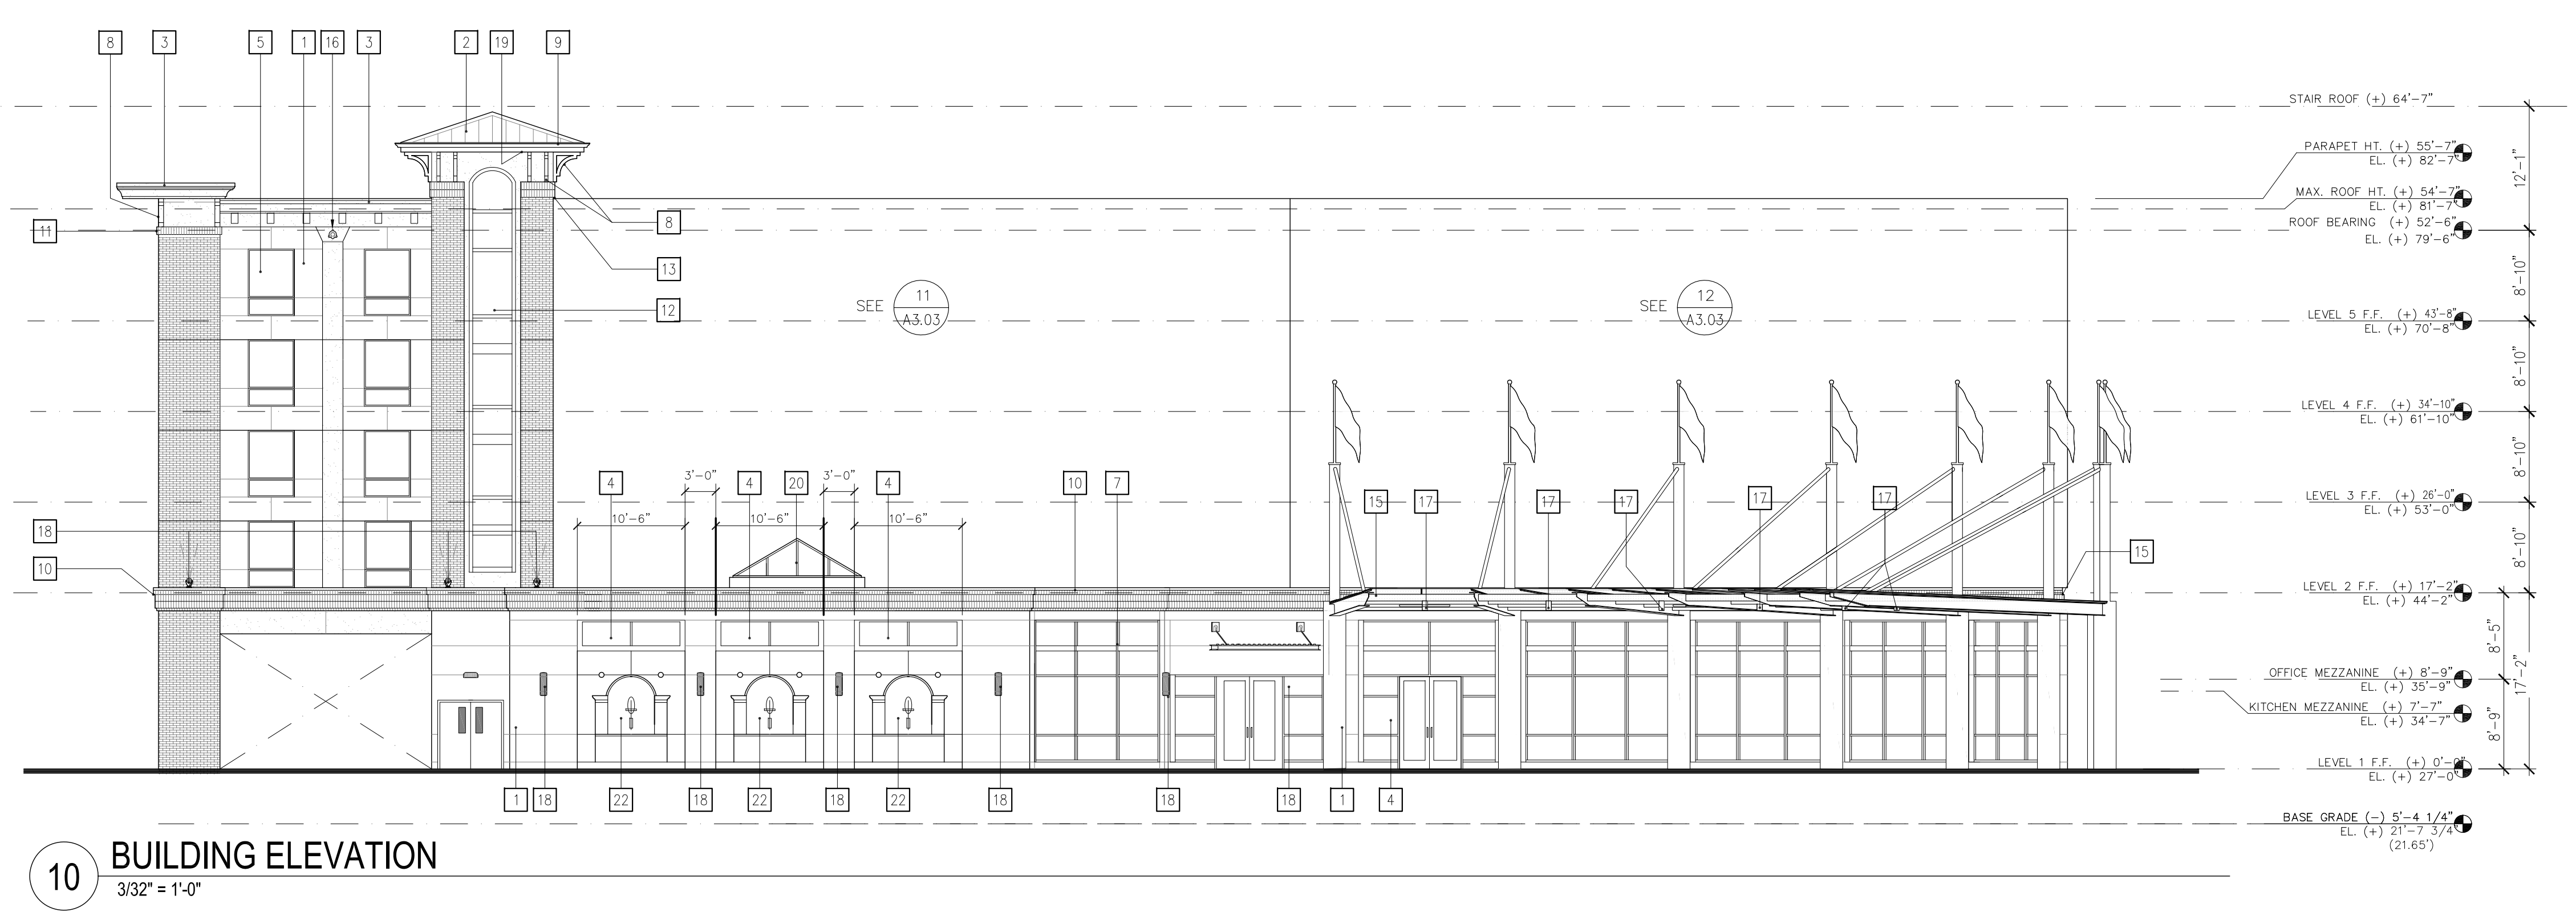 8 3 5 1 16 3 2 19 9
STAIR ROOF (+) 64'-7"
PARAPET HT. (+) 55'-7"
EL. (+) 82'-7"
12'-1"
MAX. ROOF HT. (+) 54'-7"
EL. (+) 81'-7"
8
11
ROOF BEARING (+) 52'-6"
EL. (+) 79'-6"
13
8'-10"
SEE 11
A3.03
SEE 12
A3.03
12
LEVEL 5 F.F. (+) 43'-8"
EL. (+) 70'-8"
8'-10"
LEVEL 4 F.F. (+) 34'-10"
EL. (+) 61'-10"
8'-10"
4 3'-0" 4 20 3'-0" 4 10 7
15 17 17 17 17 17
LEVEL 3 F.F. (+) 26'-0"
EL. (+) 53'-0"
10'-6" 10'-6" 10'-6"
18
8'-10"
15
10
LEVEL 2 F.F. (+) 17'-2"
EL. (+) 44'-2"
8'-5"
17'-2"
OFFICE MEZZANINE (+) 8'-9"
EL. (+) 35'-9"
KITCHEN MEZZANINE (+) 7'-7"
EL. (+) 34'-7"
8'-9"
LEVEL 1 F.F. (+) 0'-0"
EL. (+) 27'-0"
1 18 22 18 22 18 22 18 18 18 1 4
BASE GRADE (-) 5'-4 1/4"
EL. (+) 21'-7 3/4"
(21.65')
10 BUILDING ELEVATION
3/32" = 1'-0"